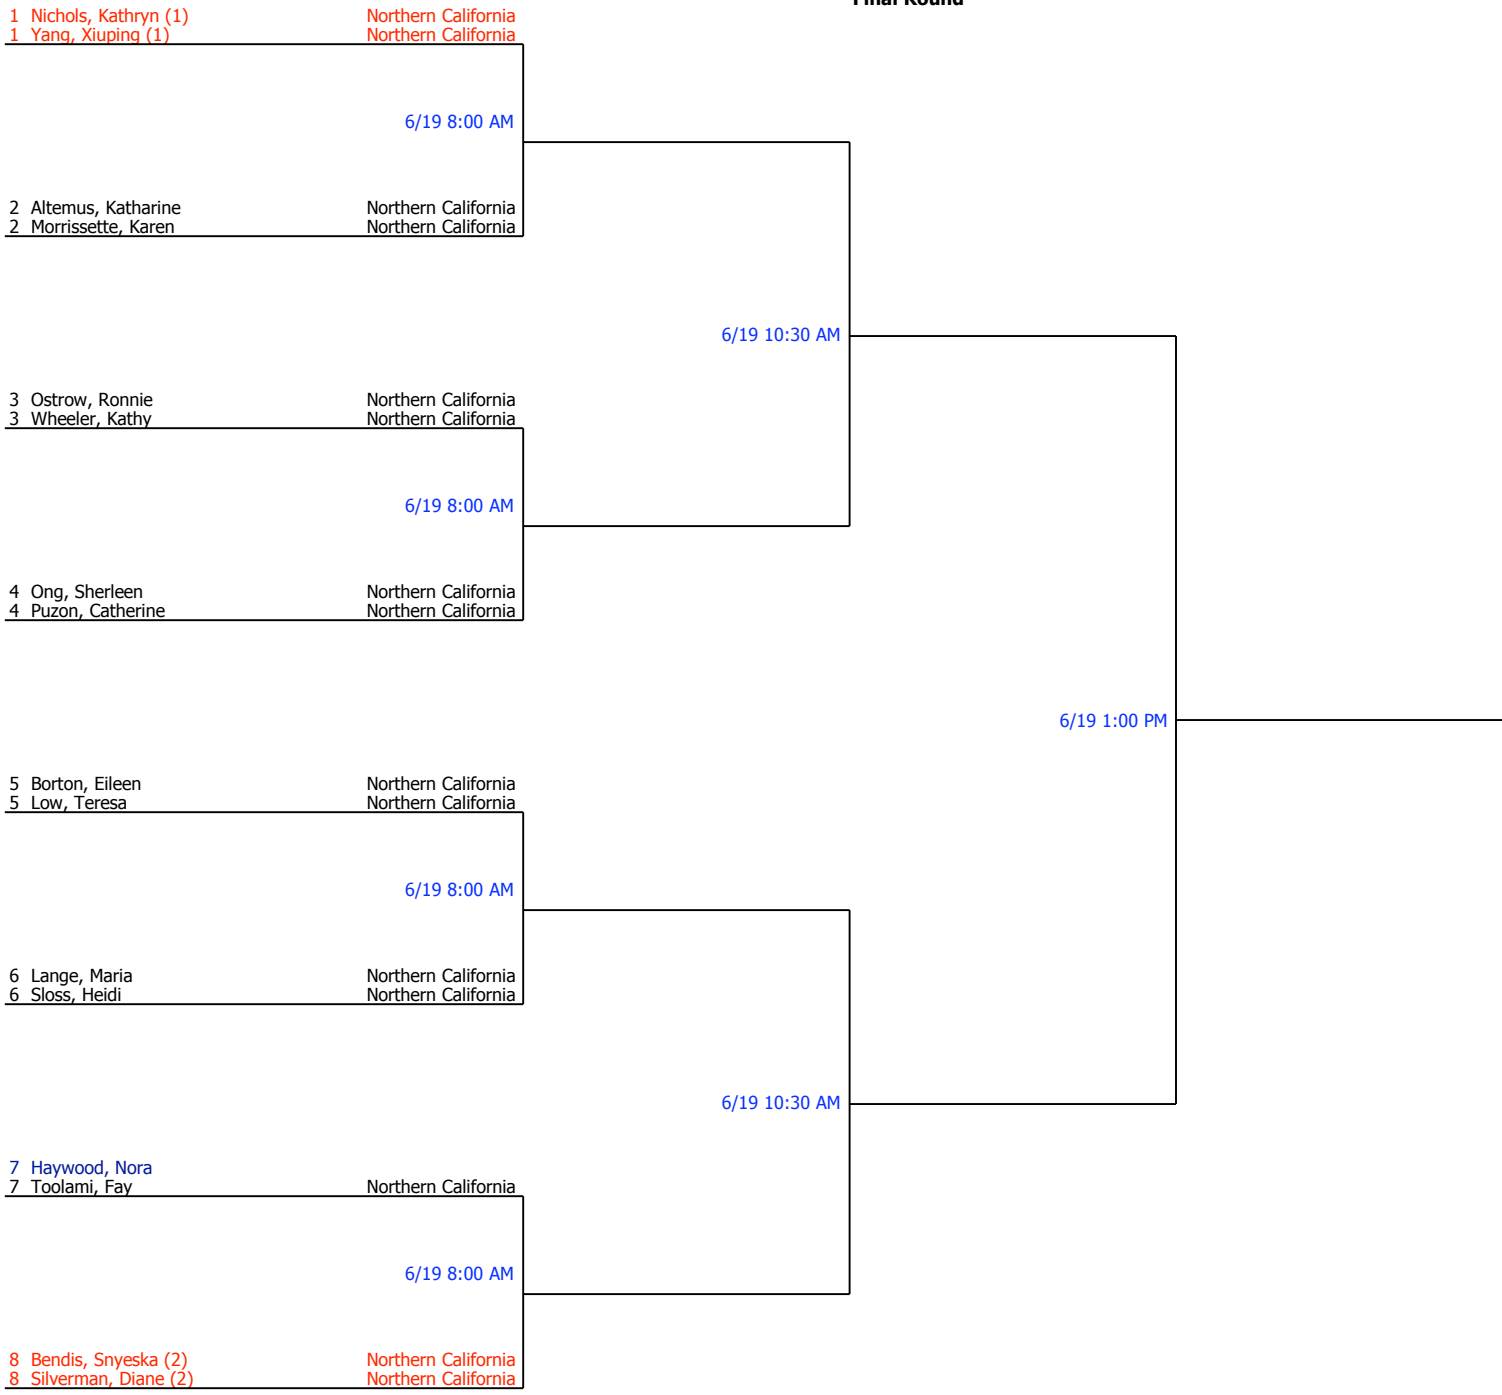 Final Round
1 Nichols, Kathryn (1) Northern California
1 Yang, Xiuping (1) Northern California
6/19 8:00 AM
2 Altemus, Katharine Northern California
2 Morrissette, Karen Northern California
6/19 10:30 AM
3 Ostrow, Ronnie Northern California
3 Wheeler, Kathy Northern California
6/19 8:00 AM
4 Ong, Sherleen Northern California
4 Puzon, Catherine Northern California
6/19 1:00 PM
5 Borton, Eileen Northern California
5 Low, Teresa Northern California
6/19 8:00 AM
6 Lange, Maria Northern California
6 Sloss, Heidi Northern California
6/19 10:30 AM
7 Haywood, Nora
7 Toolami, Fay Northern California
6/19 8:00 AM
8 Bendis, Snyeska (2) Northern California
8 Silverman, Diane (2) Northern California